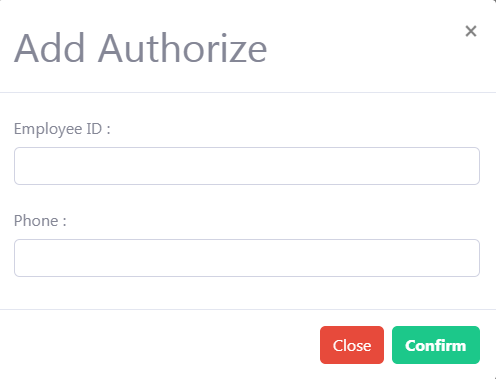 Add Authorize
×
Employee ID :
Phone :
Close
Confirm